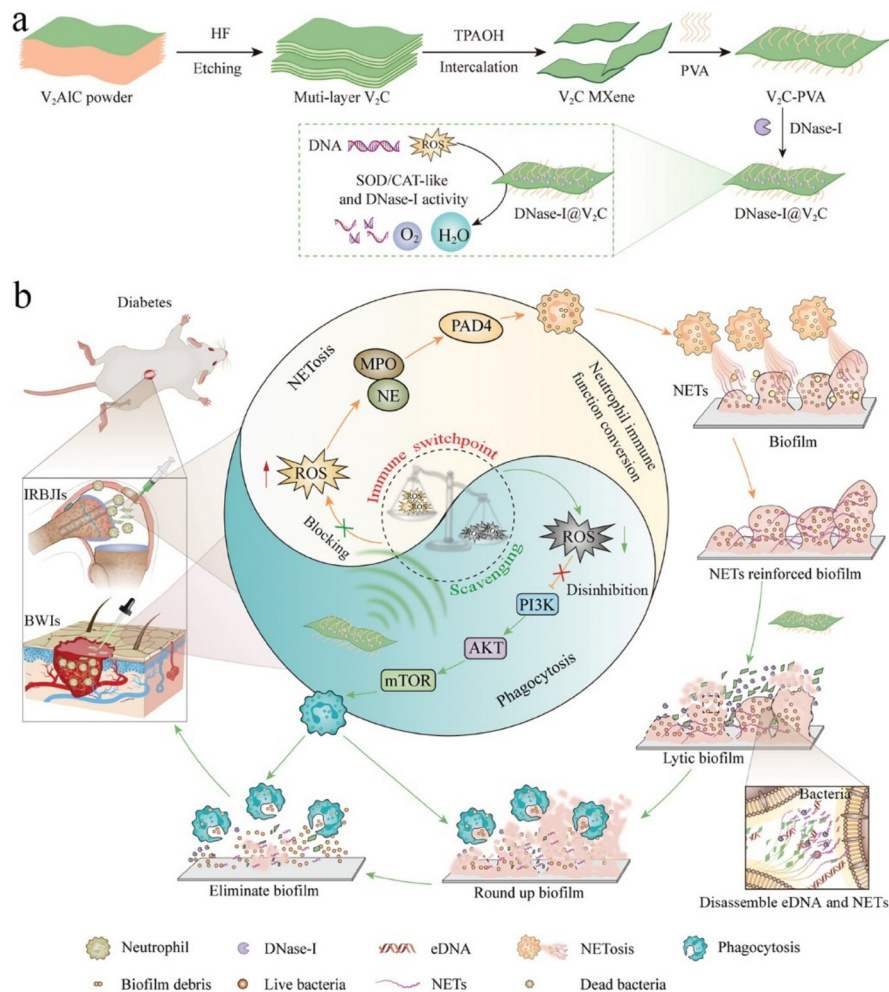 a
HF
Etching
TPAOH
Intercalation
PVA
V₂AlC powder
Muti-layer V₂C
V₂C MXene
V₂C-PVA
DNase-I
DNA
ROS
SOD/CAT-like
and DNase-I activity
O₂
H₂O
DNase-I@V₂C
DNase-I@V₂C
b
Diabetes
IRBJIs
BWIs
NETosis
PAD4
MPO
NE
ROS
Blocking
Immune switchpoint
ROS
ROS
ROS
Scavenging
Neutrophil immune
function conversion
ROS
Disinhibition
PI3K
AKT
mTOR
Phagocytosis
NETs
Biofilm
NETs reinforced biofilm
Lytic biofilm
Bacteria
Disassemble eDNA and NETs
Eliminate biofilm
Round up biofilm
Neutrophil
DNase-I
eDNA
NETosis
Phagocytosis
Biofilm debris
Live bacteria
NETs
Dead bacteria